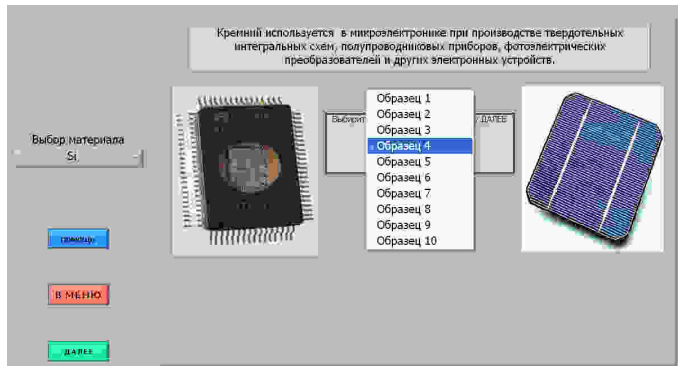 Кремний используется в микроэлектронике при производстве твердотельных
интегральных схем, полупроводниковых приборов, фотоэлектрических
преобразователей и других электронных устройств.
Выбор материала
Si
Выбирит
ДАЛЕЕ
Образец 1
Образец 2
Образец 3
Образец 4
Образец 5
Образец 6
Образец 7
Образец 8
Образец 9
Образец 10
В МЕНЮ
ДАЛЕЕ